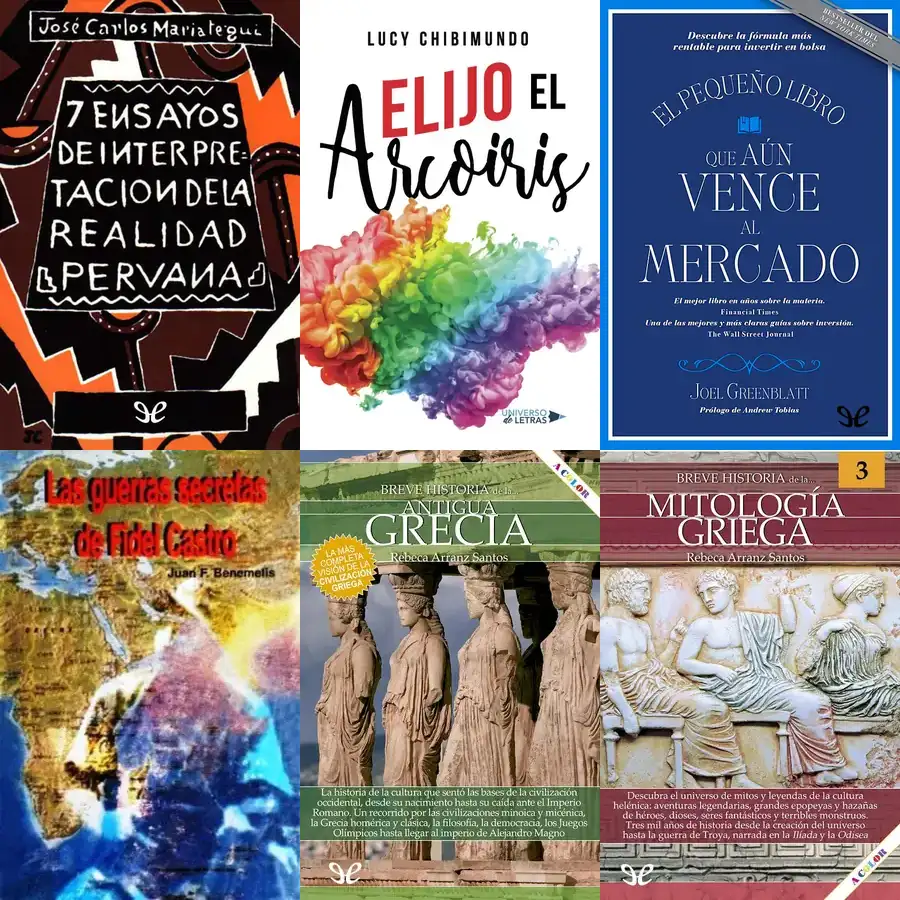 José Carlos Mariategui
7 ENSAYOS
DE INTERPRE-
TACION DE LA
REALIDAD
PERUANA
JC
LUCY CHIBIMUNDO
ELIJO EL
Arcoiris
UNIVERSO
de LETRAS
BESTSELLER DEL
NEW YORK TIMES
Descubre la fórmula más
rentable para invertir en bolsa
EL PEQUEÑO LIBRO
QUE AÚN
VENCE
AL
MERCADO
El mejor libro en años sobre la materia.
Financial Times
Una de las mejores y más claras guías sobre inversión.
The Wall Street Journal
JOEL GREENBLATT
Prólogo de Andrew Tobias
Las guerras secretas
de Fidel Castro
Juan F. Benemelis
A COLOR
BREVE HISTORIA de la...
ANTIGUA
GRECIA
Rebeca Arranz Santos
LA MÁS
COMPLETA
VISIÓN DE LA
CIVILIZACIÓN
GRIEGA
La historia de la cultura que sentó las bases de la civilización
occidental, desde su nacimiento hasta su caída ante el Imperio
Romano. Un recorrido por las civilizaciones minoica y micénica,
la Grecia homérica y clásica, la filosofía, la democracia, los Juegos
Olímpicos hasta llegar al imperio de Alejandro Magno
3
BREVE HISTORIA de la...
MITOLOGÍA
GRIEGA
Rebeca Arranz Santos
Descubra el universo de mitos y leyendas de la cultura
helénica: aventuras legendarias, grandes epopeyas y hazañas
de héroes, dioses, seres fantásticos y terribles monstruos.
Tres mil años de historia desde la creación del universo
hasta la guerra de Troya, narrada en la Ilíada y la Odisea
A COLOR